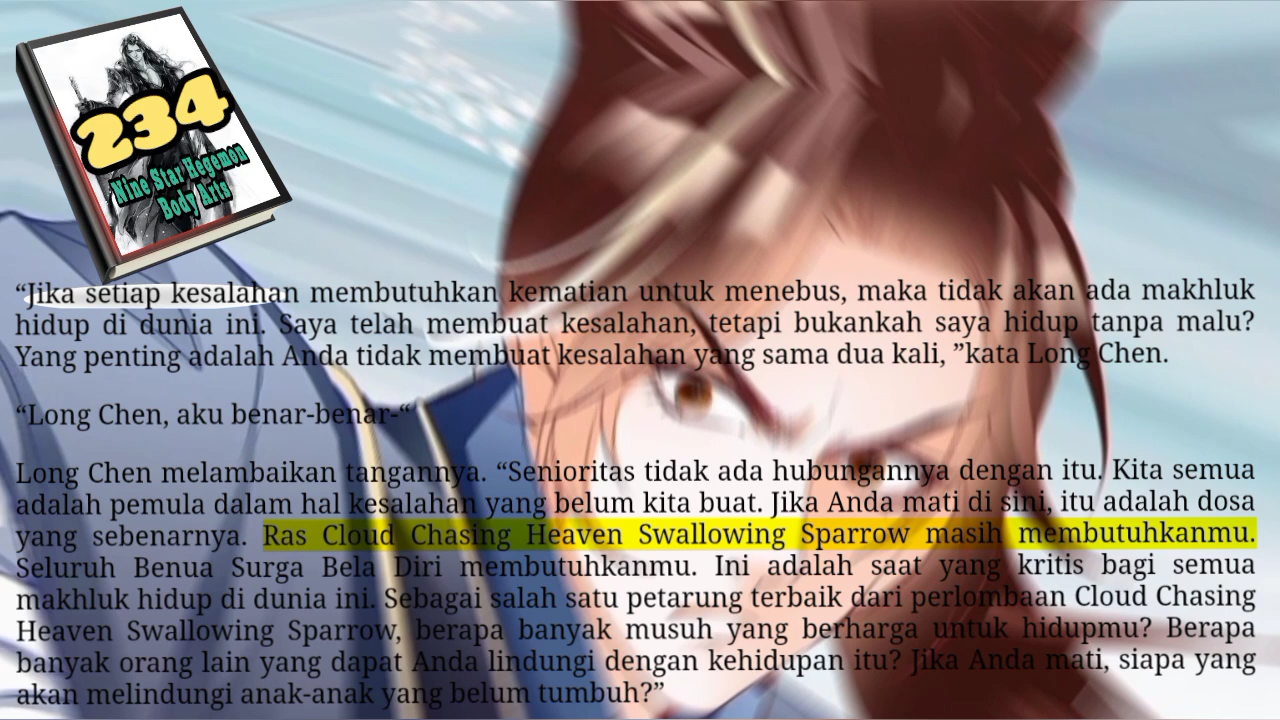 234
Nine Star Hegemon
Body Arts
“Jika setiap kesalahan membutuhkan kematian untuk menebus, maka tidak akan ada makhluk
hidup di dunia ini. Saya telah membuat kesalahan, tetapi bukankah saya hidup tanpa malu?
Yang penting adalah Anda tidak membuat kesalahan yang sama dua kali, ”kata Long Chen.
“Long Chen, aku benar-benar-“
Long Chen melambaikan tangannya. “Senioritas tidak ada hubungannya dengan itu. Kita semua
adalah pemula dalam hal kesalahan yang belum kita buat. Jika Anda mati di sini, itu adalah dosa
yang sebenarnya. Ras Cloud Chasing Heaven Swallowing Sparrow masih membutuhkanmu.
Seluruh Benua Surga Bela Diri membutuhkanmu. Ini adalah saat yang kritis bagi semua
makhluk hidup di dunia ini. Sebagai salah satu petarung terbaik dari perlombaan Cloud Chasing
Heaven Swallowing Sparrow, berapa banyak musuh yang berharga untuk hidupmu? Berapa
banyak orang lain yang dapat Anda lindungi dengan kehidupan itu? Jika Anda mati, siapa yang
akan melindungi anak-anak yang belum tumbuh?”